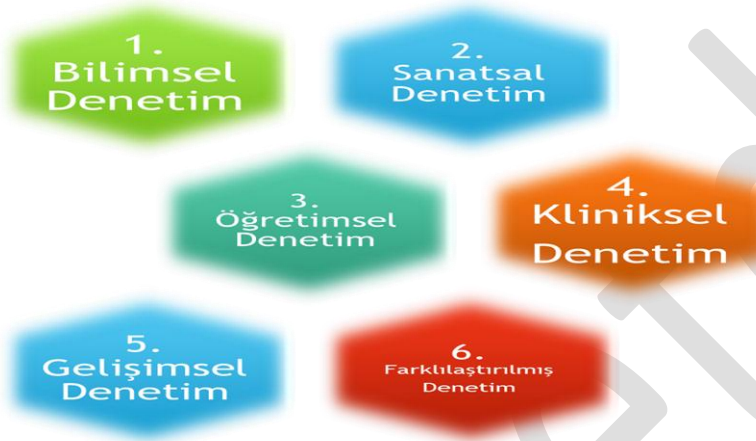 1.
Bilimsel
Denetim
2.
Sanatsal
Denetim
3.
Öğretimsel
Denetim
4.
Kliniksel
Denetim
5.
Gelişimsel
Denetim
6.
Farklılaştırılmış
Denetim